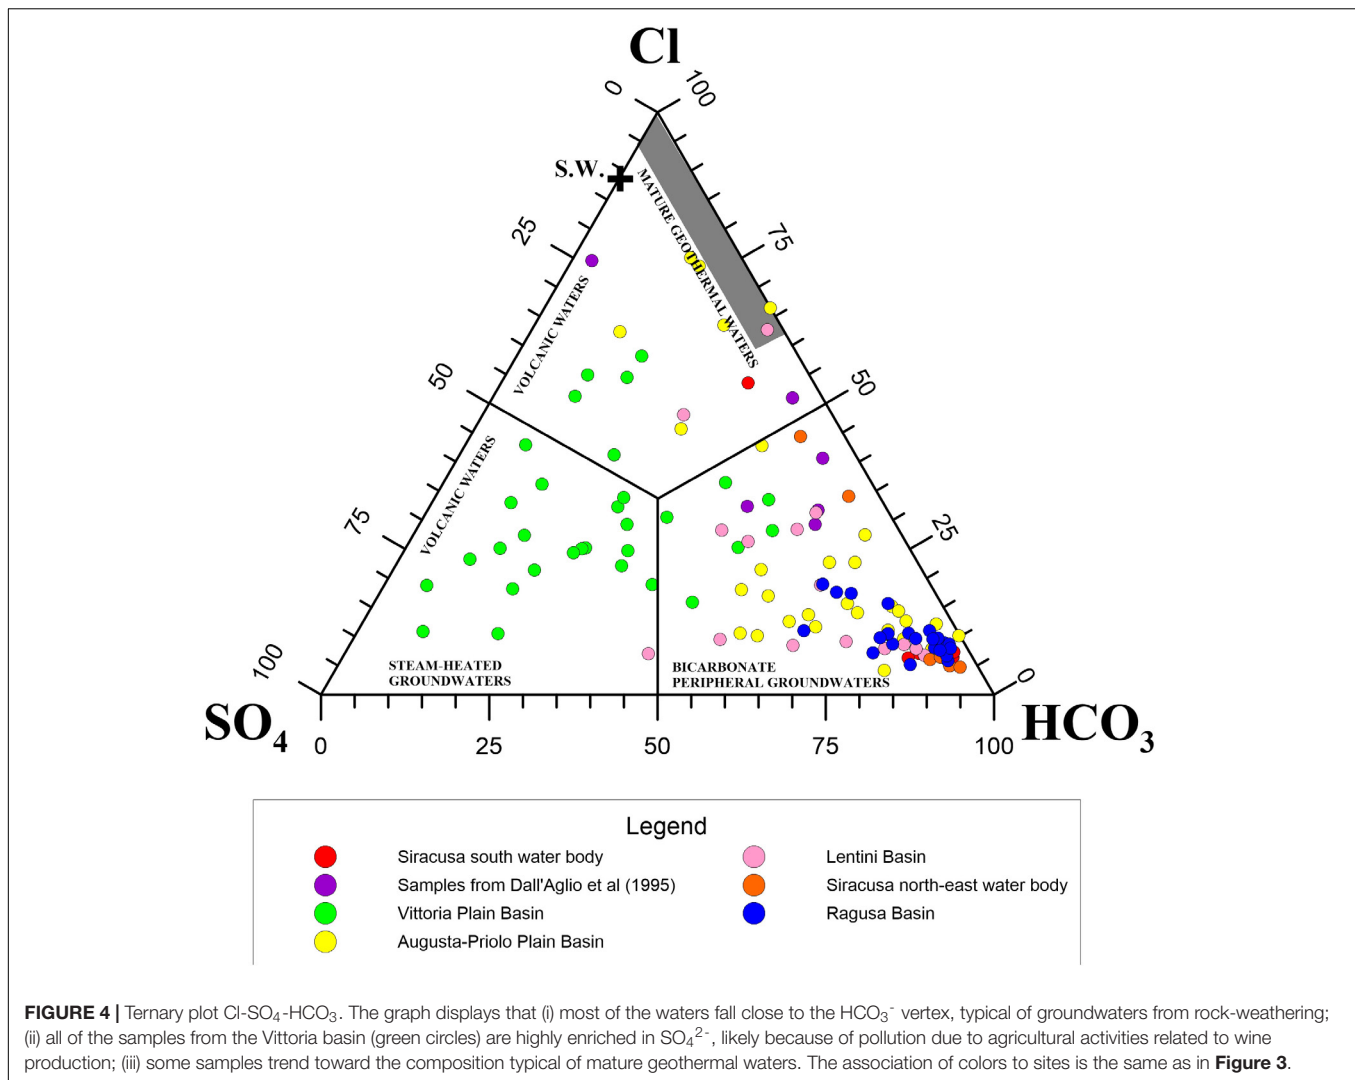 Cl
0 100
S.W.
MATURE GEOTHERMAL WATERS
25 75
VOLCANIC WATERS
50 50
VOLCANIC WATERS
75 25
STEAM-HEATED
GROUNDWATERS
BICARBONATE
PERIPHERAL GROUNDWATERS
100 0
SO4 HCO3
0 25 50 75 100
Legend
Siracusa south water body
Samples from Dall'Aglio et al (1995)
Vittoria Plain Basin
Augusta-Priolo Plain Basin
Lentini Basin
Siracusa north-east water body
Ragusa Basin
FIGURE 4 | Ternary plot Cl-SO4-HCO3. The graph displays that (i) most of the waters fall close to the HCO3- vertex, typical of groundwaters from rock-weathering;
(ii) all of the samples from the Vittoria basin (green circles) are highly enriched in SO42-, likely because of pollution due to agricultural activities related to wine
production; (iii) some samples trend toward the composition typical of mature geothermal waters. The association of colors to sites is the same as in Figure 3.